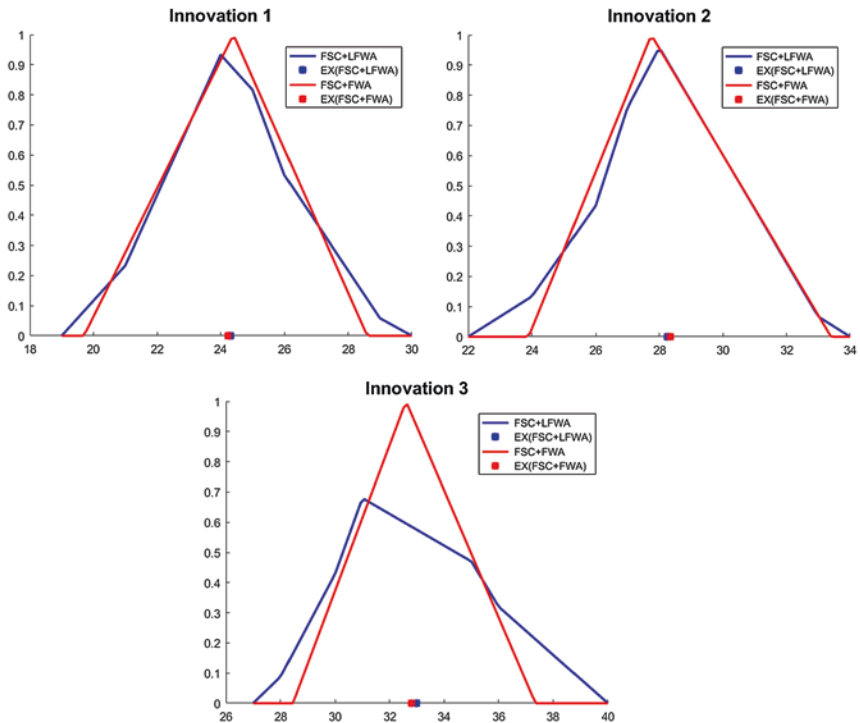 Innovation 1
1
0.9
0.8
0.7
0.6
0.5
0.4
0.3
0.2
0.1
0
18 20 22 24 26 28 30
FSC+LFWA
EX(FSC+LFWA)
FSC+FWA
EX(FSC+FWA)
Innovation 2
1
0.9
0.8
0.7
0.6
0.5
0.4
0.3
0.2
0.1
0
22 24 26 28 30 32 34
FSC+LFWA
EX(FSC+LFWA)
FSC+FWA
EX(FSC+FWA)
Innovation 3
1
0.9
0.8
0.7
0.6
0.5
0.4
0.3
0.2
0.1
0
26 28 30 32 34 36 38 40
FSC+LFWA
EX(FSC+LFWA)
FSC+FWA
EX(FSC+FWA)